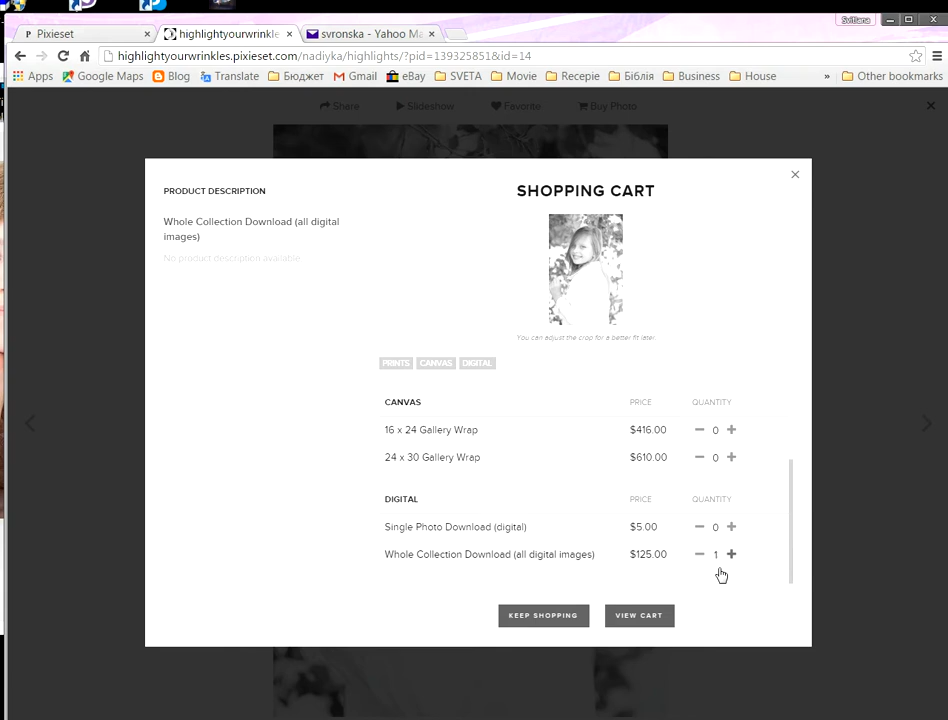 Svitlana
Pixieset
highlightyourwrinkle
svronska - Yahoo Ma
highlightyourwrinkles.pixieset.com/nadiyka/highlights/?pid=139325851&id=14
Apps Google Maps Blog Translate Бюджет Gmail eBay SVETA Movie Recepie Біблія Business House » Other bookmarks
Share Slideshow Favorite Buy Photo
PRODUCT DESCRIPTION
SHOPPING CART
Whole Collection Download (all digital
images)
No product description available.
You can adjust the crop for a better fit later.
PRINTS CANVAS DIGITAL
CANVAS PRICE QUANTITY
16 x 24 Gallery Wrap $416.00 0
24 x 30 Gallery Wrap $610.00 0
DIGITAL PRICE QUANTITY
Single Photo Download (digital) $5.00 0
Whole Collection Download (all digital images) $125.00 1
KEEP SHOPPING VIEW CART